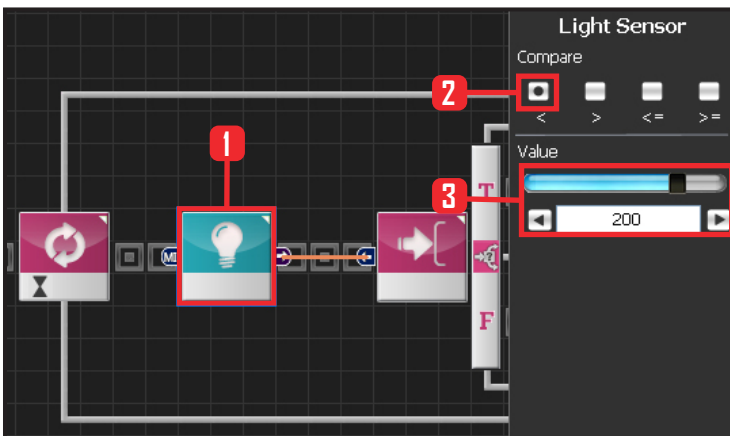 Light Sensor
Compare
2
< > <= >=
1
Value
3
T
200
F